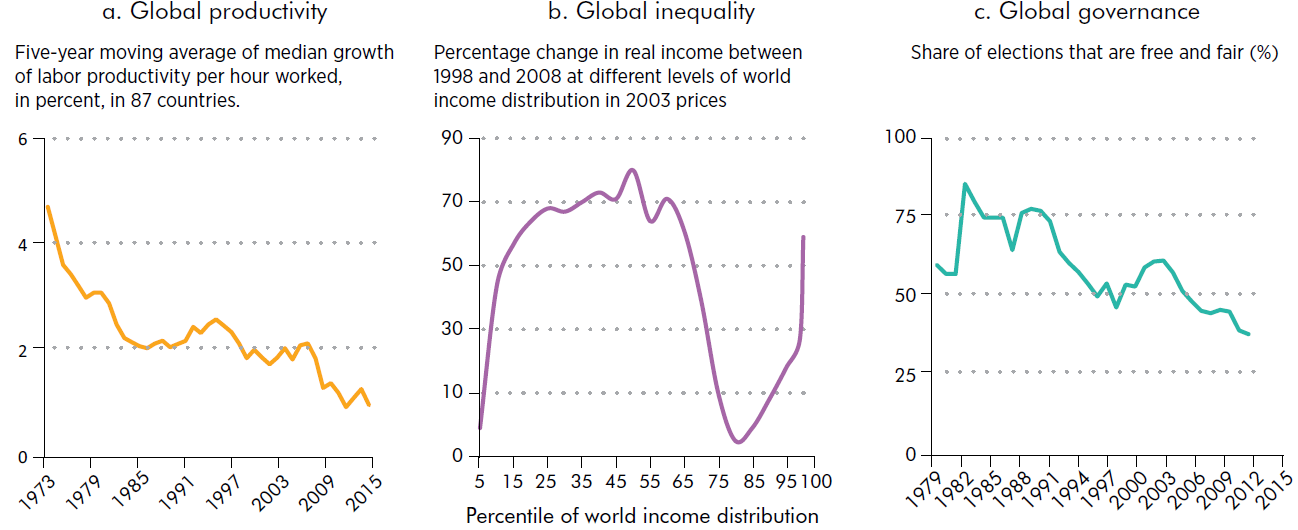 a. Global productivity
Five-year moving average of median growth
of labor productivity per hour worked,
in percent, in 87 countries.
6
4
2
0
1973 1979 1985 1991 1997 2003 2009 2015
b. Global inequality
Percentage change in real income between
1998 and 2008 at different levels of world
income distribution in 2003 prices
90
70
50
30
10
0
5 15 25 35 45 55 65 75 85 95 100
Percentile of world income distribution
c. Global governance
Share of elections that are free and fair (%)
100
75
50
25
0
1979 1982 1985 1988 1991 1994 1997 2000 2003 2006 2009 2012 2015